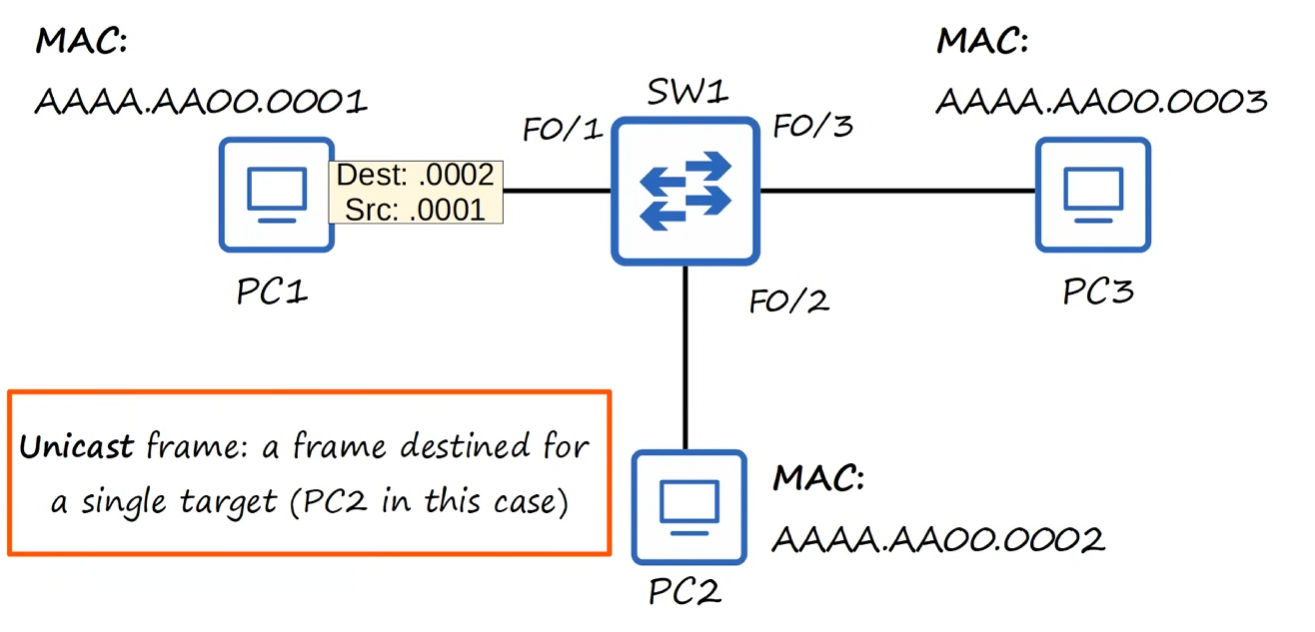 MAC:
AAAA.AA00.0001
MAC:
AAAA.AA00.0003
SW1
F0/1
F0/3
Dest: .0002
Src: .0001
PC1
PC3
F0/2
Unicast frame: a frame destined for
a single target (PC2 in this case)
MAC:
AAAA.AA00.0002
PC2